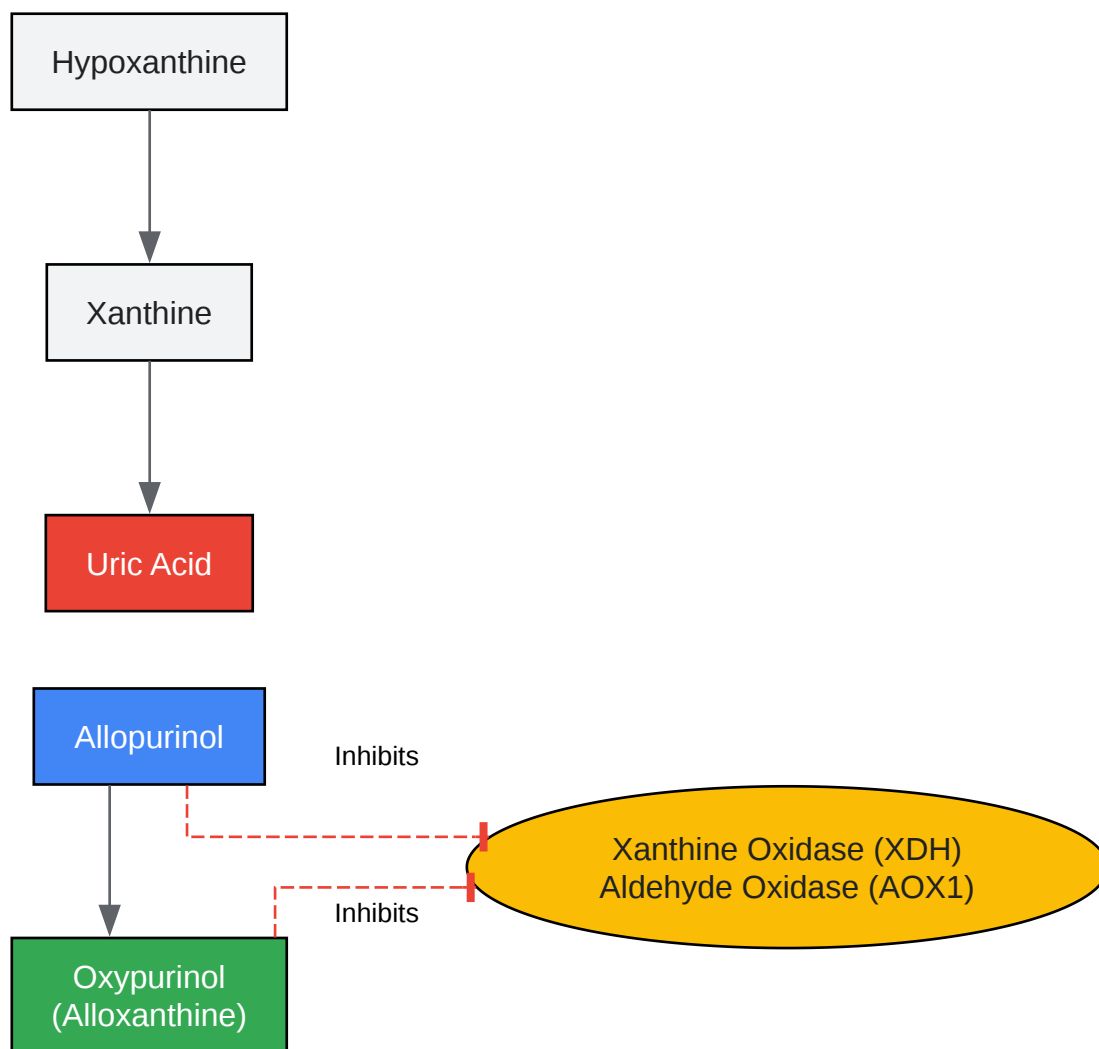 Hypoxanthine
Xanthine
Uric Acid
Allopurinol
Inhibits
Xanthine Oxidase (XDH)
Aldehyde Oxidase (AOX1)
Inhibits
Oxypurinol
(Alloxanthine)